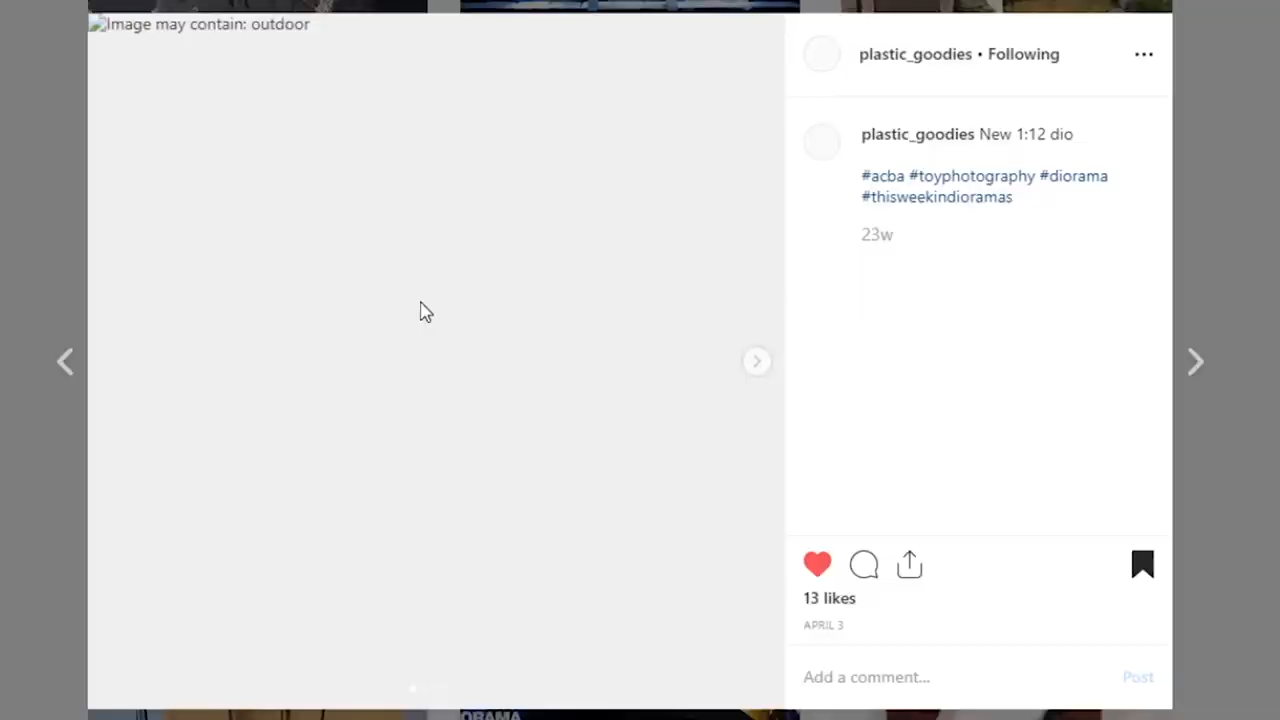 Image may contain: outdoor
plastic_goodies • Following
plastic_goodies New 1:12 dio
#acba #toyphotography #diorama
#thisweekindioramas
23w
13 likes
APRIL 3
Add a comment... Post
ORAMA